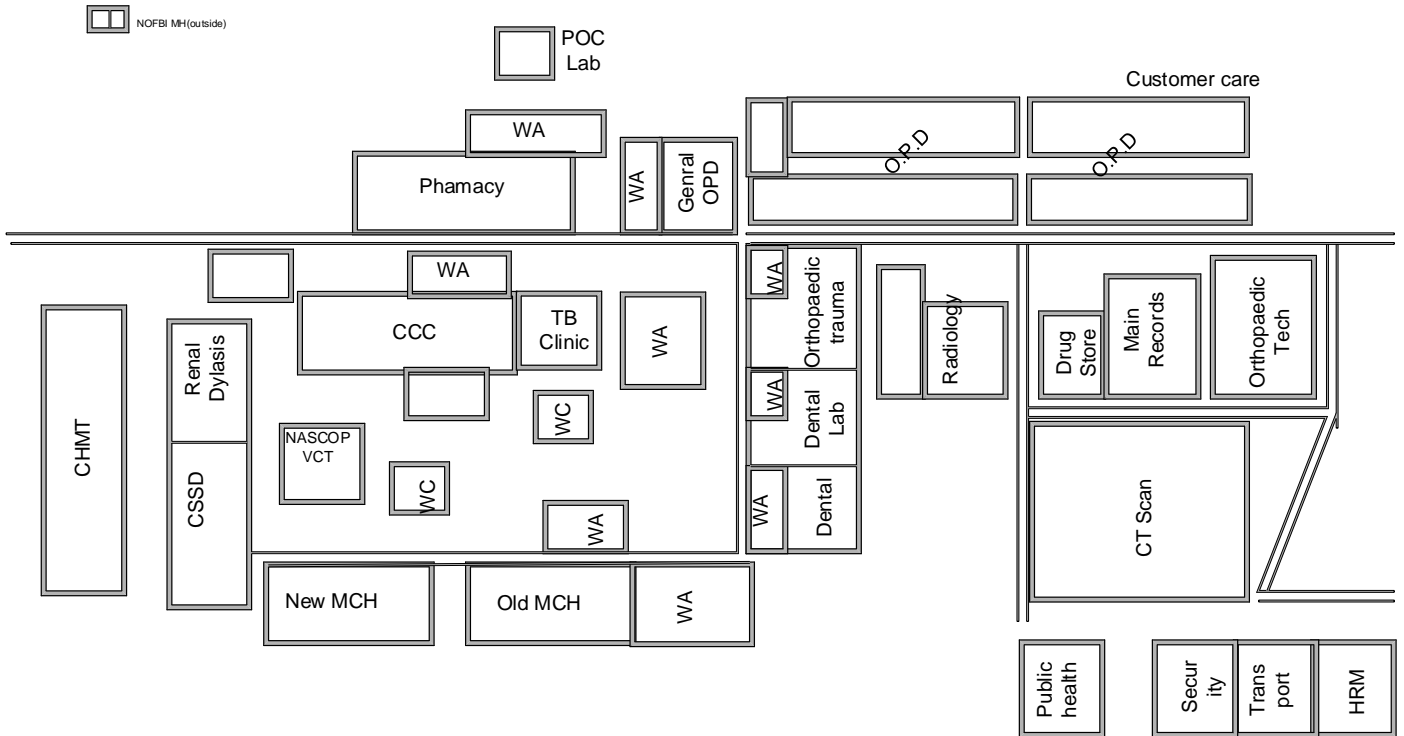 NOFBI MH(outside)
POC
Lab
Customer care
WA
O.P.D
O.P.D
Phamacy
WA
Genral
OPD
WA
CCC
TB
Clinic
WA
WA
Orthopaedic
trauma
Radiology
Drug
Store
Main
Records
Orthopaedic
Tech
Renal
Dylasis
WA
Dental
Lab
WC
NASCOP
VCT
CHMT
CSSD
WC
WA
WA
Dental
CT Scan
New MCH
Old MCH
WA
Public
health
Secur
ity
Trans
port
HRM